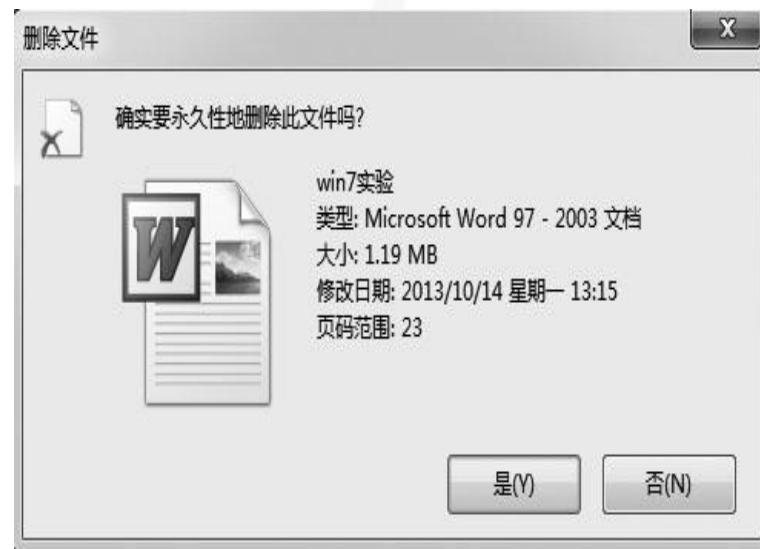 删除文件
X
确实要永久性地删除此文件吗?
W
win7实验
类型: Microsoft Word 97 - 2003 文档
大小: 1.19 MB
修改日期: 2013/10/14 星期一 13:15
页码范围: 23
是(Y)
否(N)